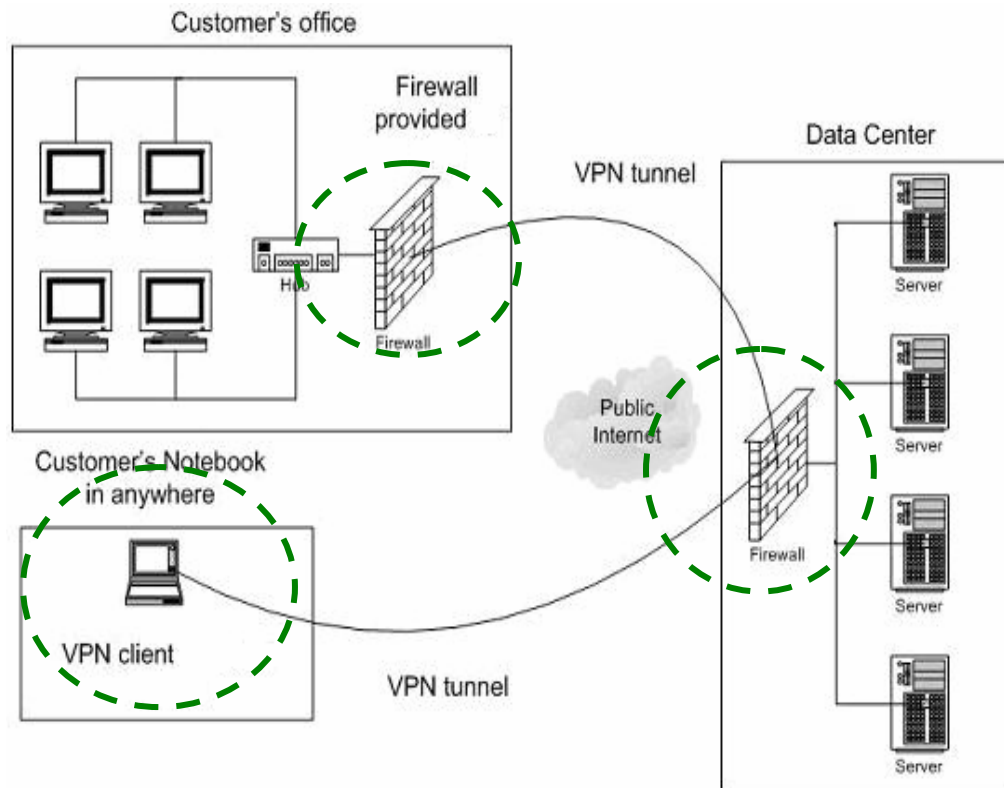 Customer's office
Firewall
provided
Hub
Firewall
VPN tunnel
Data Center
Server
Server
Server
Server
Public
Internet
Firewall
Customer's Notebook
in anywhere
VPN client
VPN tunnel